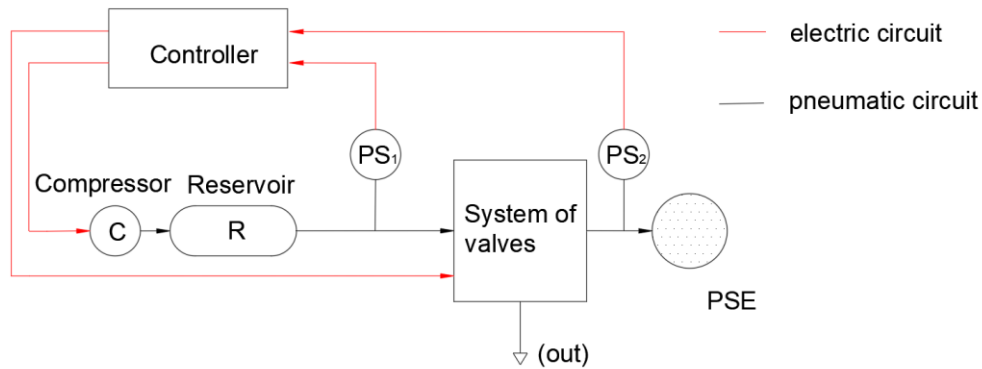 Controller
electric circuit
pneumatic circuit
PS₁
PS₂
Compressor
Reservoir
C
R
System of
valves
PSE
(out)